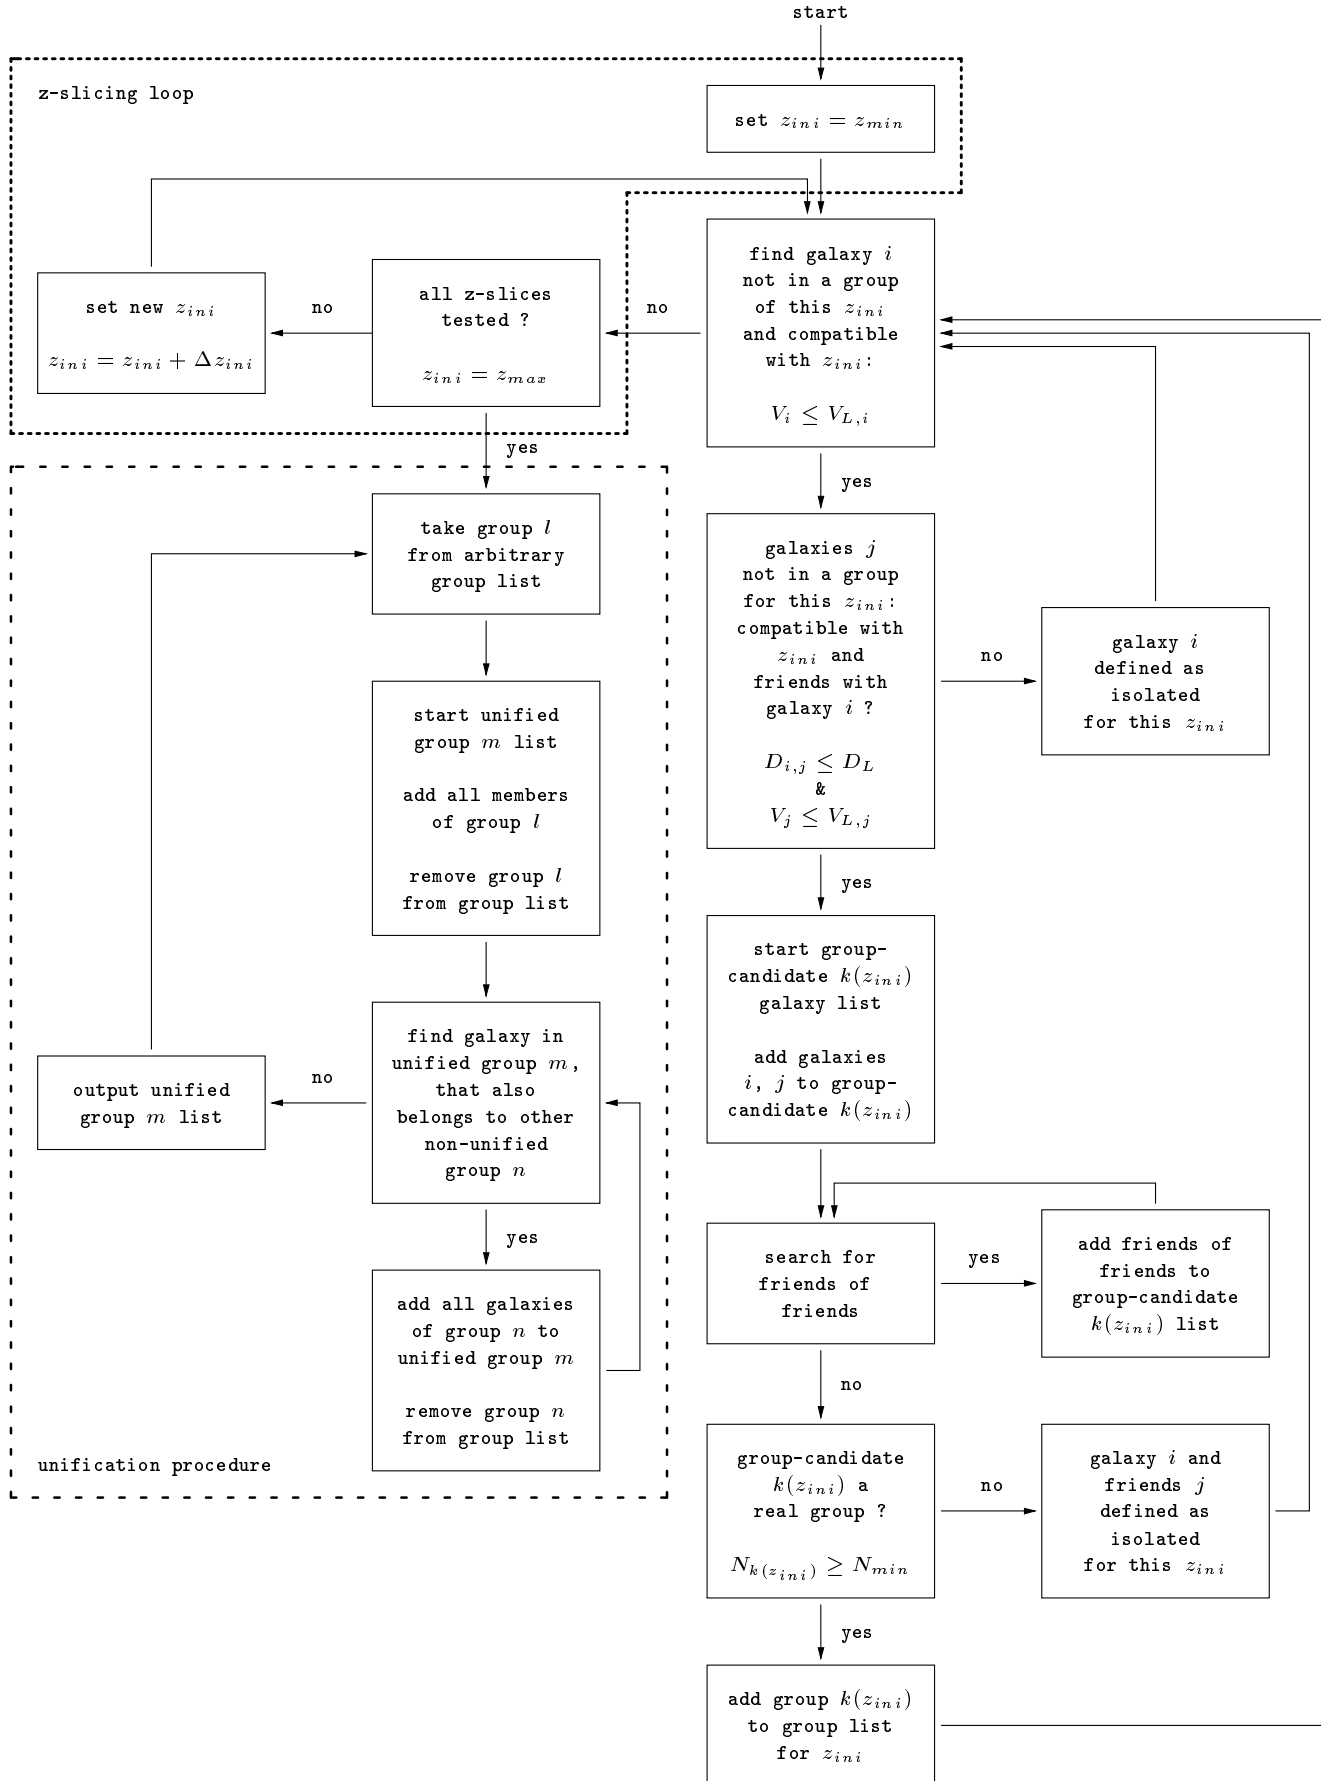 start
z-slicing loop
set z_{ini} = z_{min}
find galaxy i
not in a group
of this z_{ini}
and compatible
with z_{ini}:
V_i ≤ V_{L,i}
no
all z-slices
tested ?
z_{ini} = z_{max}
no
set new z_{ini}
z_{ini} = z_{ini} + Δz_{ini}
yes
yes
take group l
from arbitrary
group list
start unified
group m list
add all members
of group l
remove group l
from group list
find galaxy in
unified group m,
that also
belongs to other
non-unified
group n
no
output unified
group m list
yes
add all galaxies
of group n to
unified group m
remove group n
from group list
unification procedure
galaxies j
not in a group
for this z_{ini}:
compatible with
z_{ini} and
friends with
galaxy i ?
D_{i,j} ≤ D_L
&
V_j ≤ V_{L,j}
no
galaxy i
defined as
isolated
for this z_{ini}
yes
start group-
candidate k(z_{ini})
galaxy list
add galaxies
i, j to group-
candidate k(z_{ini})
search for
friends of
friends
yes
add friends of
friends to
group-candidate
k(z_{ini}) list
no
group-candidate
k(z_{ini}) a
real group ?
N_{k(z_{ini})} ≥ N_{min}
no
galaxy i and
friends j
defined as
isolated
for this z_{ini}
yes
add group k(z_{ini})
to group list
for z_{ini}